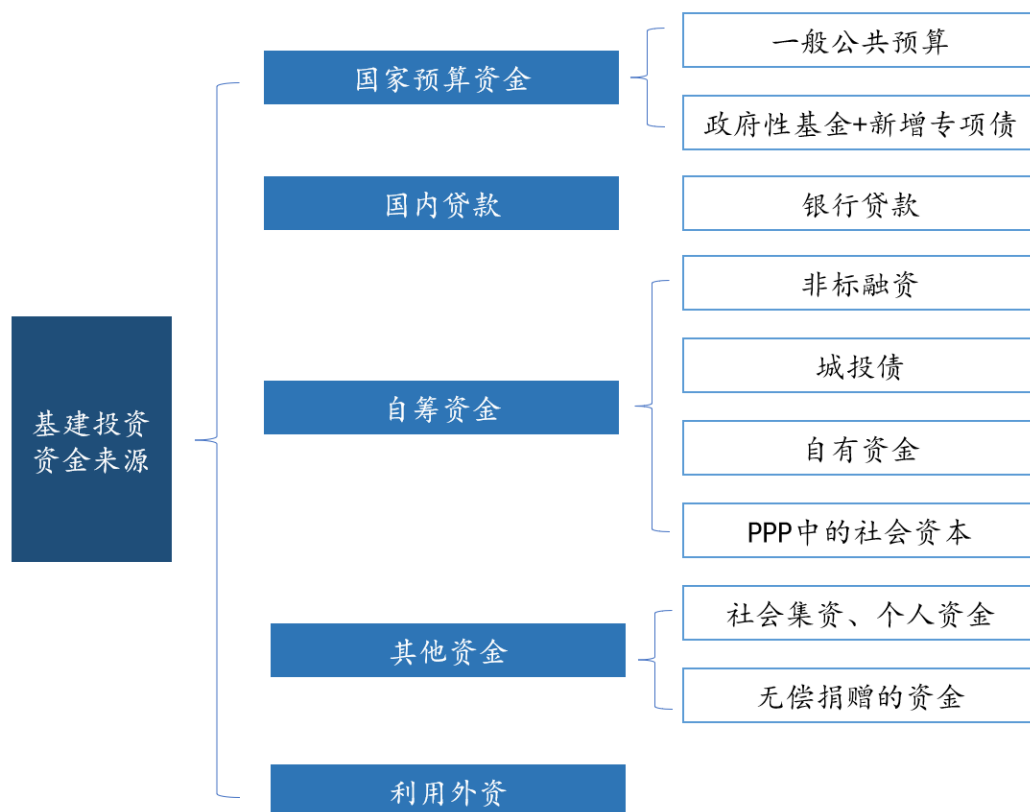 基建投资
资金来源
国家预算资金
一般公共预算
政府性基金+新增专项债
国内贷款
银行贷款
自筹资金
非标融资
城投债
自有资金
PPP中的社会资本
其他资金
社会集资、个人资金
无偿捐赠的资金
利用外资